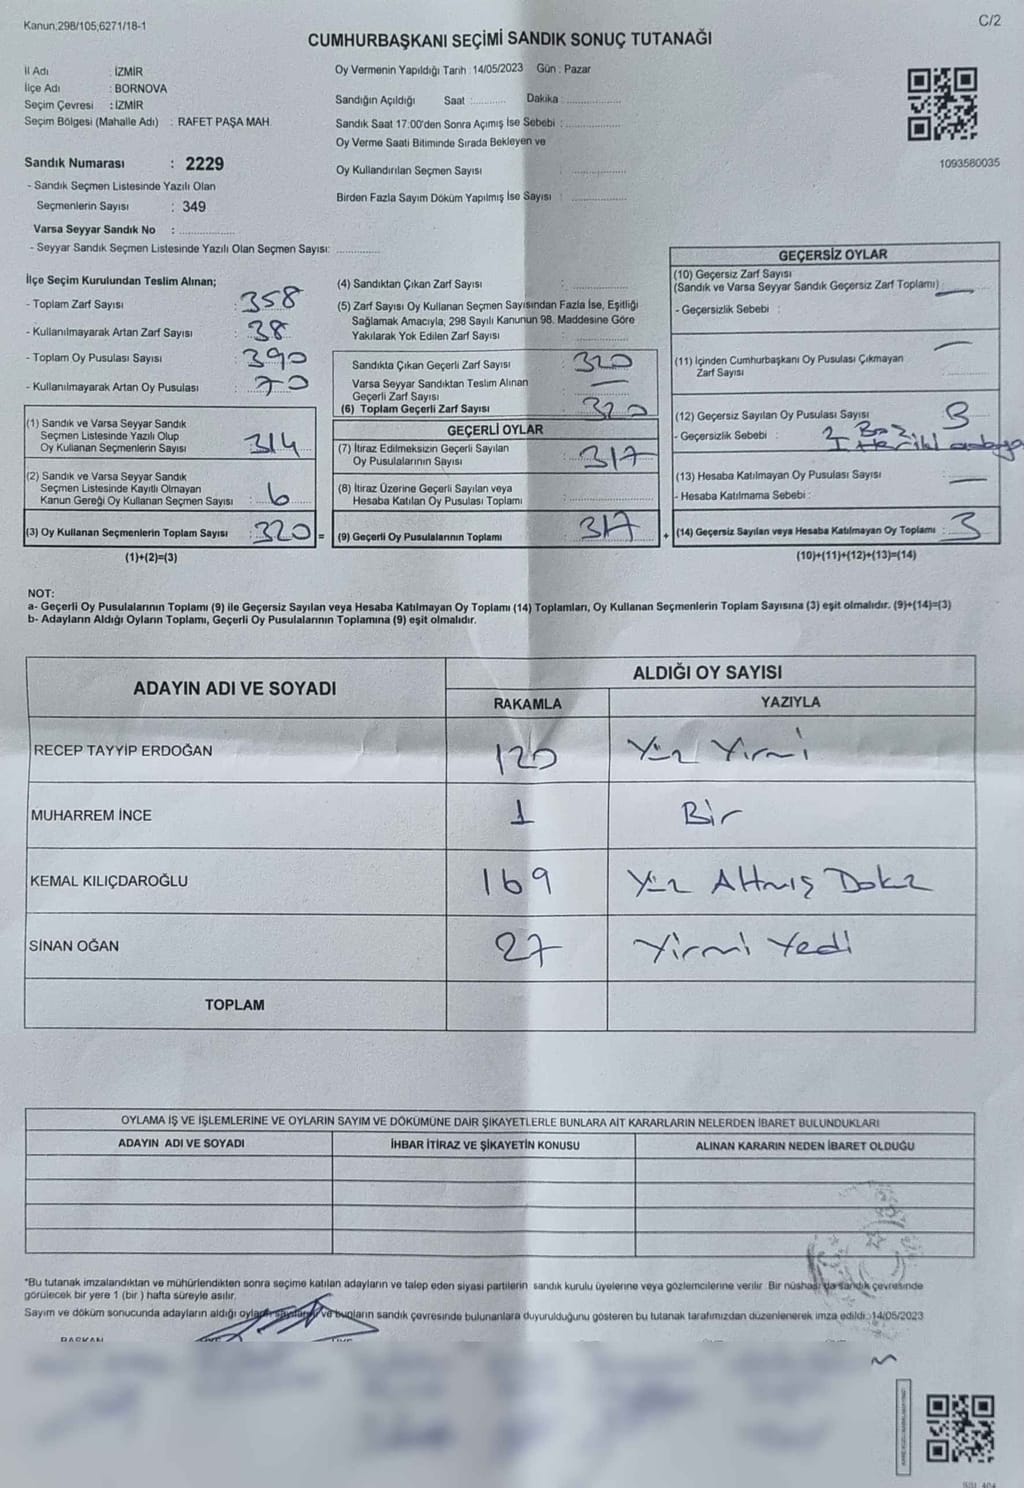 Kanun,298/105,6271/18-1
C/2
CUMHURBAŞKANI SEÇİMİ SANDIK SONUÇ TUTANAĞI
İl Adı : İZMİR
İlçe Adı : BORNOVA
Seçim Çevresi : İZMİR
Seçim Bölgesi (Mahalle Adı) : RAFET PAŞA MAH.
Sandık Numarası : 2229
- Sandık Seçmen Listesinde Yazılı Olan
Seçmenlerin Sayısı : 349
Varsa Seyyar Sandık No :
- Seyyar Sandık Seçmen Listesinde Yazılı Olan Seçmen Sayısı:
Oy Vermenin Yapıldığı Tarih : 14/05/2023 Gün : Pazar
Sandığın Açıldığı Saat : Dakika :
Sandık Saat 17:00'den Sonra Açımış İse Sebebi :
Oy Verme Saati Bitiminde Sırada Bekleyen ve
Oy Kullandırılan Seçmen Sayısı :
Birden Fazla Sayım Döküm Yapılmış İse Sayısı :
1093580035
İlçe Seçim Kurulundan Teslim Alınan;
- Toplam Zarf Sayısı : 358
- Kullanılmayarak Artan Zarf Sayısı : 38
- Toplam Oy Pusulası Sayısı : 390
- Kullanılmayarak Artan Oy Pusulası : 70
(1) Sandık ve Varsa Seyyar Sandık
Seçmen Listesinde Yazılı Olup
Oy Kullanan Seçmenlerin Sayısı : 314
(2) Sandık ve Varsa Seyyar Sandık
Seçmen Listesinde Kayıtlı Olmayan
Kanun Gereği Oy Kullanan Seçmen Sayısı : 6
(3) Oy Kullanan Seçmenlerin Toplam Sayısı : 320 =
(1)+(2)=(3)
(4) Sandıktan Çıkan Zarf Sayısı :
(5) Zarf Sayısı Oy Kullanan Seçmen Sayısından Fazla İse, Eşitliği
Sağlamak Amacıyla; 298 Sayılı Kanunun 98. Maddesine Göre
Yakılarak Yok Edilen Zarf Sayısı :
Sandıkta Çıkan Geçerli Zarf Sayısı : 320
Varsa Seyyar Sandıktan Teslim Alınan
Geçerli Zarf Sayısı : —
(6) Toplam Geçerli Zarf Sayısı : 320
GEÇERLİ OYLAR
(7) İtiraz Edilmeksizin Geçerli Sayılan
Oy Pusulalarının Sayısı : 317
(8) İtiraz Üzerine Geçerli Sayılan veya
Hesaba Katılan Oy Pusulası Toplamı :
(9) Geçerli Oy Pusulalarının Toplamı : 317 +
GEÇERSİZ OYLAR
(10) Geçersiz Zarf Sayısı
(Sandık ve Varsa Seyyar Sandık Geçersiz Zarf Toplamı) —
- Geçersizlik Sebebi :
—
(11) İçinden Cumhurbaşkanı Oy Pusulası Çıkmayan
Zarf Sayısı :
(12) Geçersiz Sayılan Oy Pusulası Sayısı : 3
- Geçersizlik Sebebi :
(13) Hesaba Katılmayan Oy Pusulası Sayısı : —
- Hesaba Katılmama Sebebi :
(14) Geçersiz Sayılan veya Hesaba Katılmayan Oy Toplamı : 3
(10)+(11)+(12)+(13)=(14)
NOT:
a- Geçerli Oy Pusulalarının Toplamı (9) ile Geçersiz Sayılan veya Hesaba Katılmayan Oy Toplamı (14) Toplamları, Oy Kullanan Seçmenlerin Toplam Sayısına (3) eşit olmalıdır. (9)+(14)=(3)
b- Adayların Aldığı Oyların Toplamı, Geçerli Oy Pusulalarının Toplamına (9) eşit olmalıdır.
ADAYIN ADI VE SOYADI ALDIĞI OY SAYISI
RAKAMLA YAZIYLA
RECEP TAYYİP ERDOĞAN 120 Yüz Yirmi
MUHARREM İNCE 1 Bir
KEMAL KILIÇDAROĞLU 169 Yüz Altmış Dokuz
SİNAN OĞAN 27 Yirmi Yedi
TOPLAM
OYLAMA İŞ VE İŞLEMLERİNE VE OYLARIN SAYIM VE DÖKÜMÜNE DAİR ŞİKAYETLERLE BUNLARA AİT KARARLARIN NELERDEN İBARET BULUNDUKLARI
ADAYIN ADI VE SOYADI İHBAR İTİRAZ VE ŞİKAYETİN KONUSU ALINAN KARARIN NEDEN İBARET OLDUĞU
*Bu tutanak imzalandıktan ve mühürlendikten sonra seçime katılan adayların ve talep eden siyasi partilerin sandık kurulu üyelerine veya gözlemcilerine verilir. Bir nüshası da sandık çevresinde
görülecek bir yere 1 (bir ) hafta süreyle asılır.
Sayım ve döküm sonucunda adayların aldığı oyların sayılarını ve bunların sandık çevresinde bulunanlara duyurulduğunu gösteren bu tutanak tarafımızdan düzenlenerek imza edildi. 14/05/2023
BAŞKAN